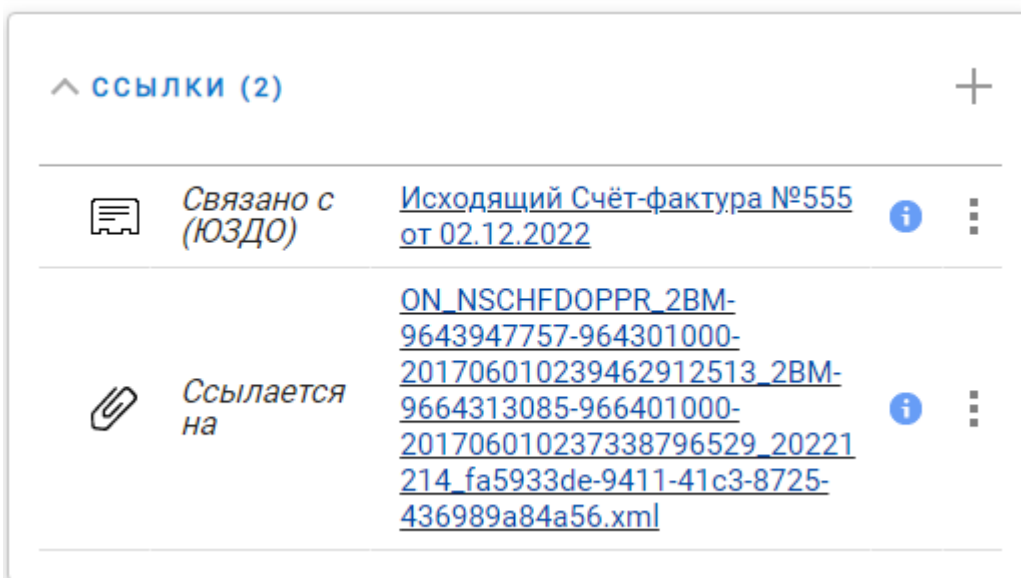 ССЫЛКИ (2)
Связано с
(ЮЗДО)
Исходящий Счёт-фактура №555
от 02.12.2022
Ссылается
на
ON_NSCHFDOPPR_2BM-
9643947757-964301000-
201706010239462912513_2BM-
9664313085-966401000-
201706010237338796529_20221
214_fa5933de-9411-41c3-8725-
436989a84a56.xml